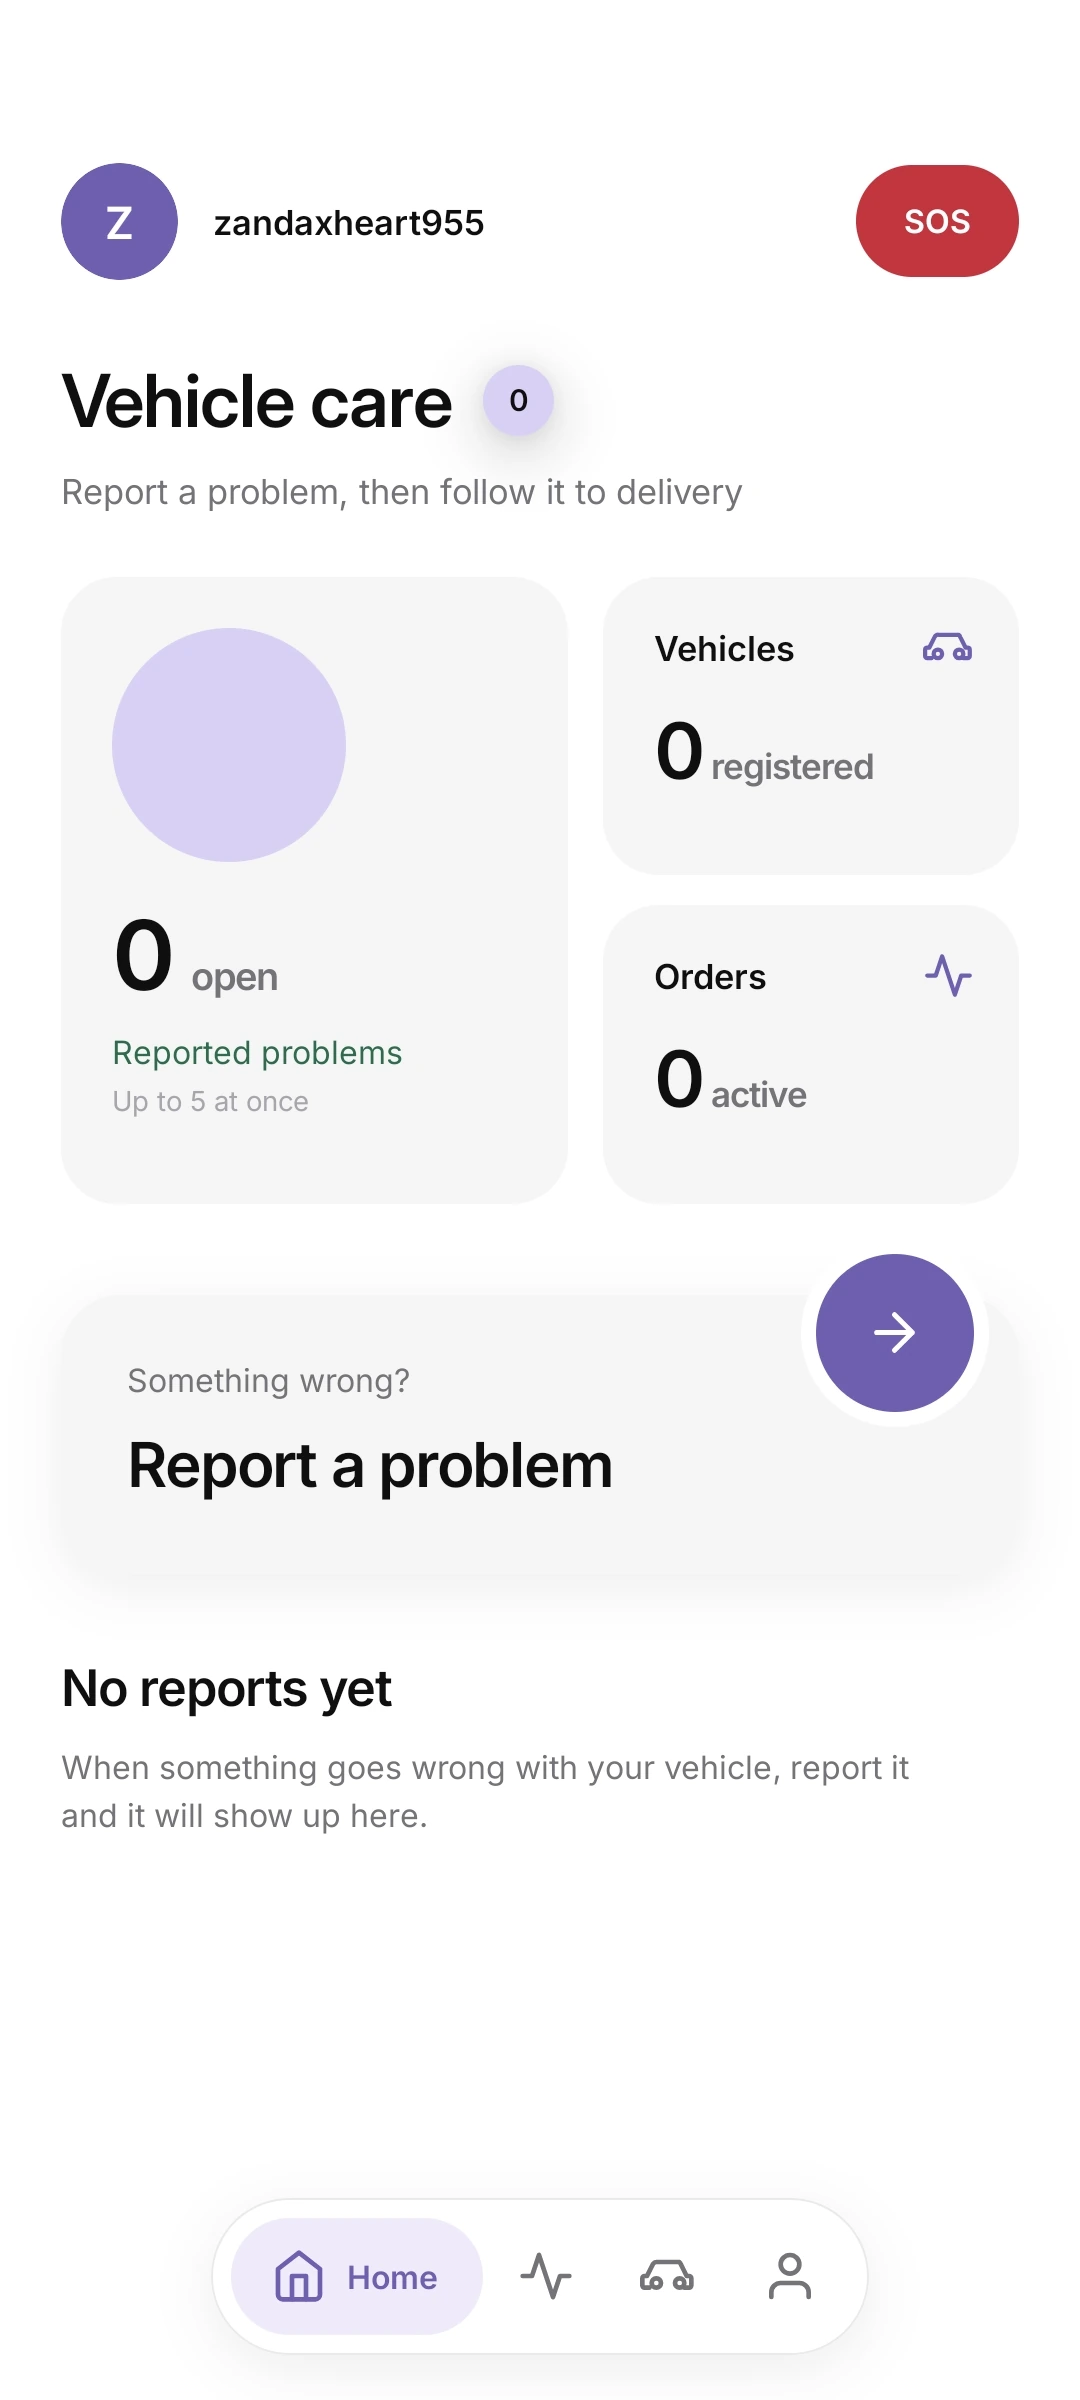 Z
zandaxheart955
SOS
Vehicle care 0
Report a problem, then follow it to delivery
0 open
Reported problems
Up to 5 at once
Vehicles
0 registered
Orders
0 active
Something wrong?
Report a problem
No reports yet
When something goes wrong with your vehicle, report it
and it will show up here.
Home